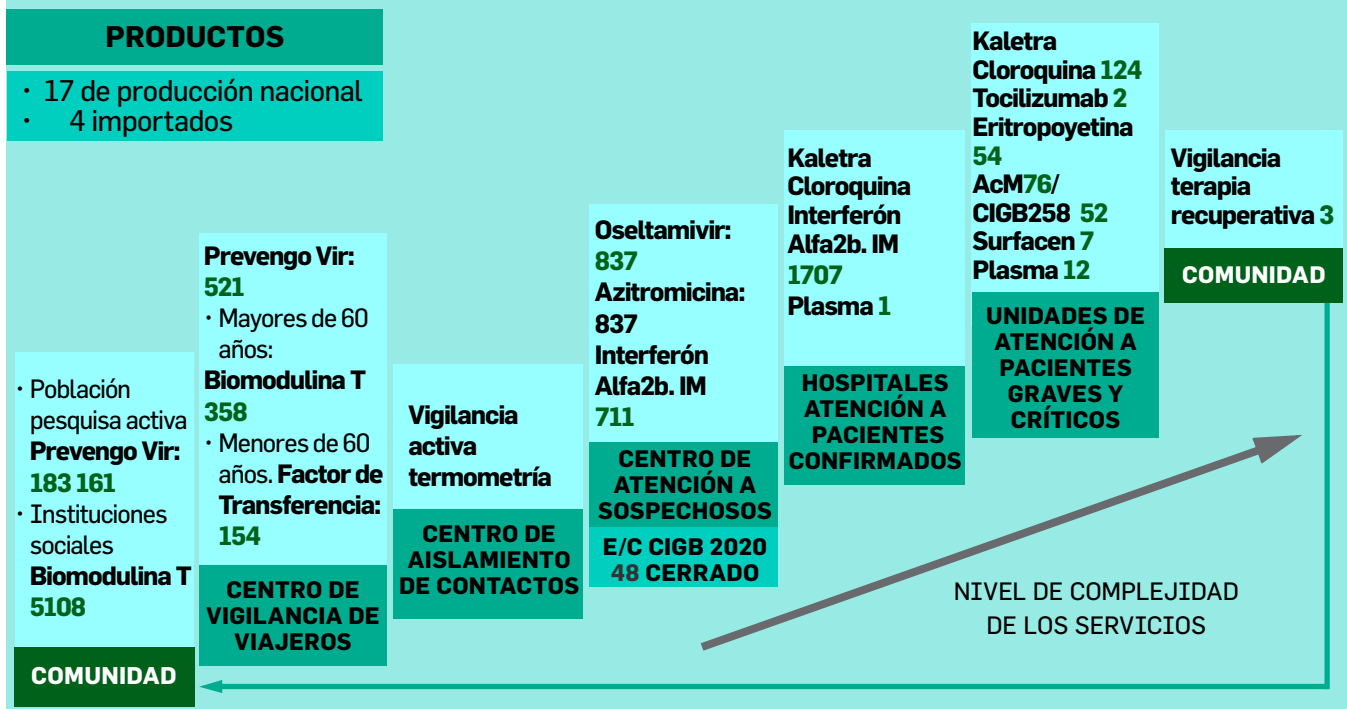 PRODUCTOS
· 17 de producción nacional
· 4 importados
· Población
pesquisa activa
Prevengo Vir:
183 161
· Instituciones
sociales
Biomodulina T
5108
COMUNIDAD
Prevengo Vir:
521
· Mayores de 60
años:
Biomodulina T
358
· Menores de 60
años. Factor de
Transferencia:
154
CENTRO DE
VIGILANCIA DE
VIAJEROS
Vigilancia
activa
termometría
CENTRO DE
AISLAMIENTO
DE CONTACTOS
Oseltamivir:
837
Azitromicina:
837
Interferón
Alfa2b. IM
711
CENTRO DE
ATENCIÓN A
SOSPECHOSOS
E/C CIGB 2020
48 CERRADO
Kaletra
Cloroquina
Interferón
Alfa2b. IM
1707
Plasma 1
HOSPITALES
ATENCIÓN A
PACIENTES
CONFIRMADOS
Kaletra
Cloroquina 124
Tocilizumab 2
Eritropoyetina
54
AcM76/
CIGB258 52
Surfacen 7
Plasma 12
UNIDADES DE
ATENCIÓN A
PACIENTES
GRAVES Y
CRÍTICOS
Vigilancia
terapia
recuperativa 3
COMUNIDAD
NIVEL DE COMPLEJIDAD
DE LOS SERVICIOS